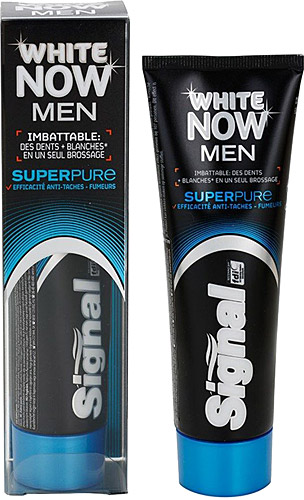 WHITE
NOW
MEN
IMBATTABLE:
DES DENTS + BLANCHES*
EN UN SEUL BROSSAGE
SUPERPURE
✓ EFFICACITÉ ANTI-TACHES - FUMEURS
Signal
WHITE
NOW
MEN
IMBATTABLE: DES DENTS
+ BLANCHES* EN UN SEUL BROSSAGE
SUPERPURE
✓ EFFICACITÉ ANTI-TACHES - FUMEURS
Signal
fdi